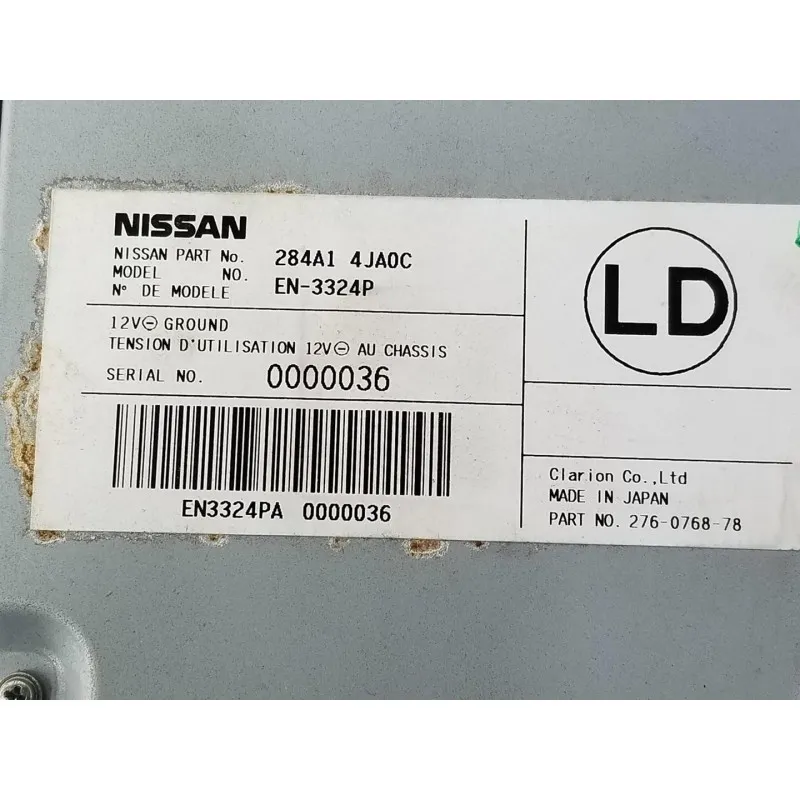 NISSAN
NISSAN PART No. 284A1 4JA0C
MODEL NO. EN-3324P
N° DE MODELE
12V⊖ GROUND
TENSION D'UTILISATION 12V⊖ AU CHASSIS
SERIAL NO. 0000036
EN3324PA 0000036
LD
Clarion Co.,Ltd
MADE IN JAPAN
PART NO. 276-0768-78